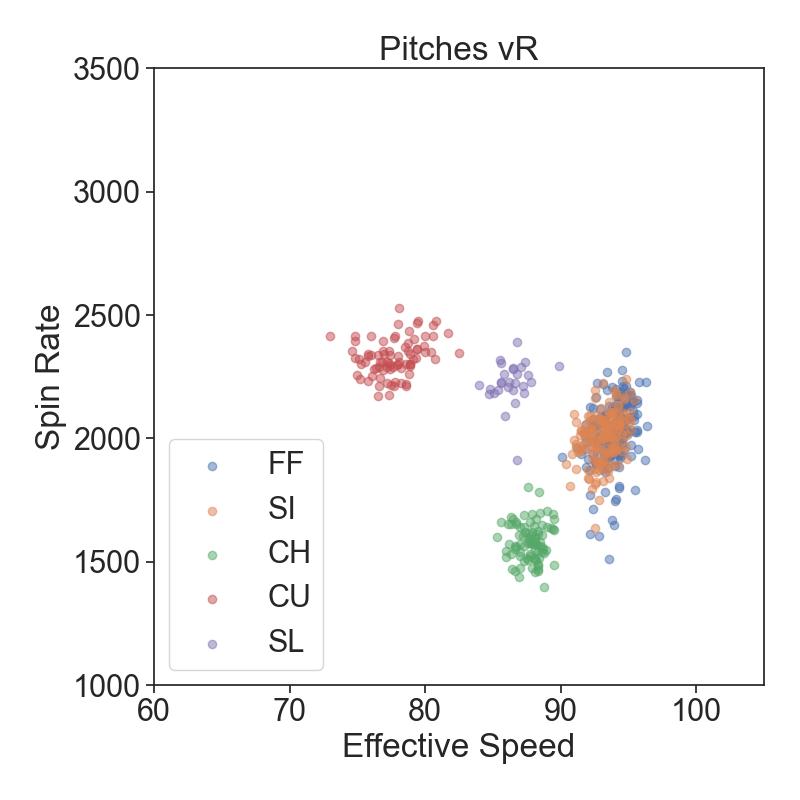 Pitches vR
3500
3000
2500
2000
1500
1000
Spin Rate
FF
SI
CH
CU
SL
60 70 80 90 100
Effective Speed